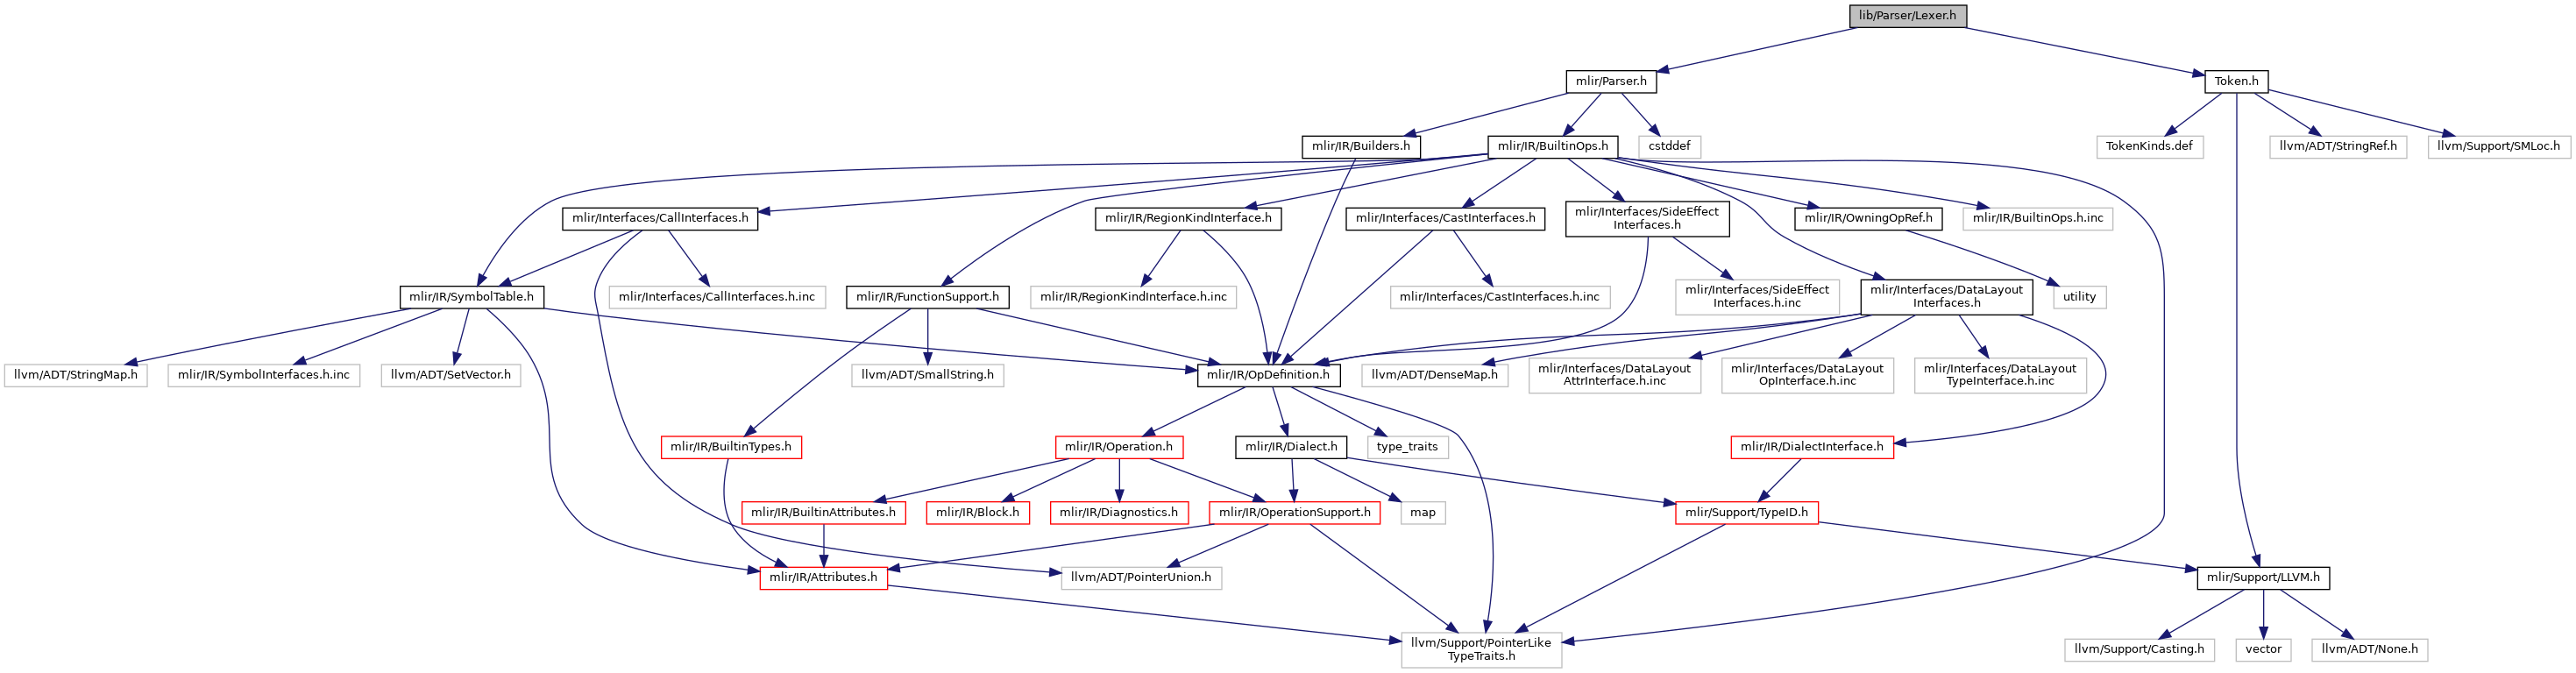 lib/Parser/Lexer.h
mlir/Parser.h
Token.h
mlir/IR/Builders.h
mlir/IR/BuiltinOps.h
cstddef
TokenKinds.def
llvm/ADT/StringRef.h
llvm/Support/SMLoc.h
mlir/Interfaces/CallInterfaces.h
mlir/IR/RegionKindInterface.h
mlir/Interfaces/CastInterfaces.h
mlir/Interfaces/SideEffect
Interfaces.h
mlir/IR/OwningOpRef.h
mlir/IR/BuiltinOps.h.inc
mlir/IR/SymbolTable.h
mlir/Interfaces/CallInterfaces.h.inc
mlir/IR/FunctionSupport.h
mlir/IR/RegionKindInterface.h.inc
mlir/Interfaces/CastInterfaces.h.inc
mlir/Interfaces/SideEffect
Interfaces.h.inc
mlir/Interfaces/DataLayout
Interfaces.h
utility
llvm/ADT/StringMap.h
mlir/IR/SymbolInterfaces.h.inc
llvm/ADT/SetVector.h
llvm/ADT/SmallString.h
mlir/IR/OpDefinition.h
llvm/ADT/DenseMap.h
mlir/Interfaces/DataLayout
AttrInterface.h.inc
mlir/Interfaces/DataLayout
OpInterface.h.inc
mlir/Interfaces/DataLayout
TypeInterface.h.inc
mlir/IR/BuiltinTypes.h
mlir/IR/Operation.h
mlir/IR/Dialect.h
type_traits
mlir/IR/DialectInterface.h
mlir/IR/BuiltinAttributes.h
mlir/IR/Block.h
mlir/IR/Diagnostics.h
mlir/IR/OperationSupport.h
map
mlir/Support/TypeID.h
mlir/IR/Attributes.h
llvm/ADT/PointerUnion.h
mlir/Support/LLVM.h
llvm/Support/PointerLike
TypeTraits.h
llvm/Support/Casting.h
vector
llvm/ADT/None.h